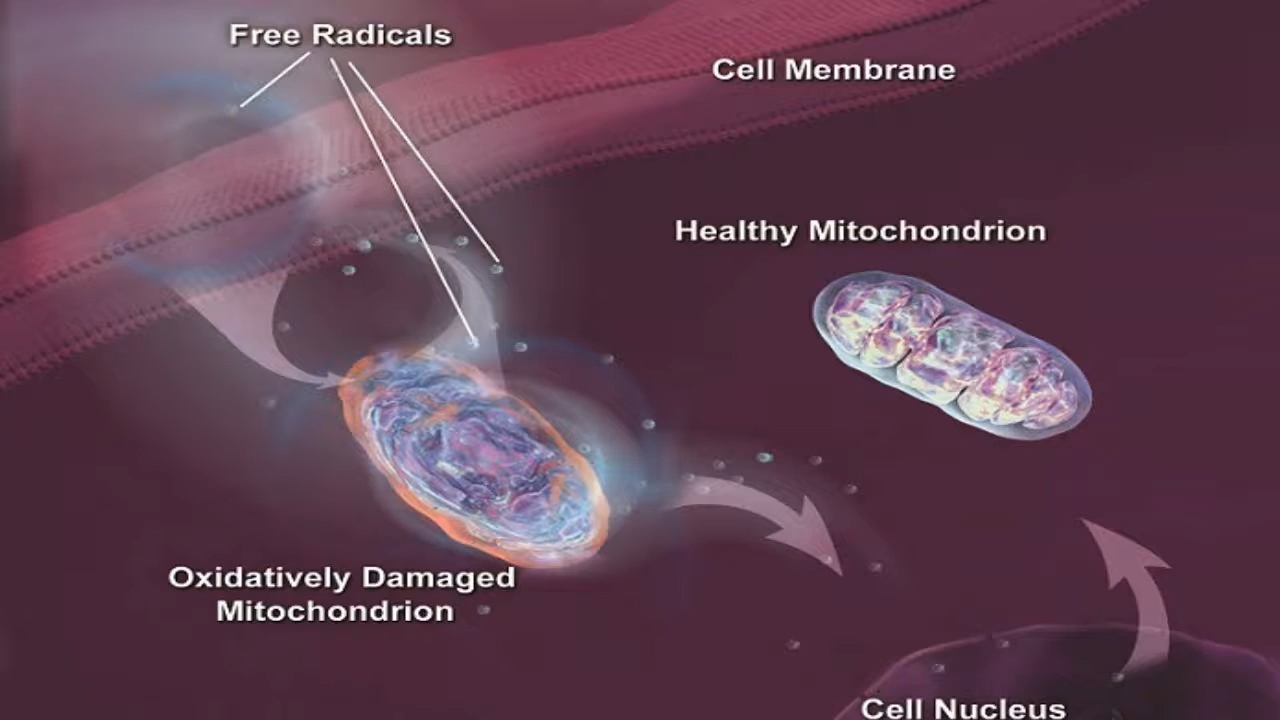 Free Radicals
Cell Membrane
Healthy Mitochondrion
Oxidatively Damaged
Mitochondrion
Cell Nucleus